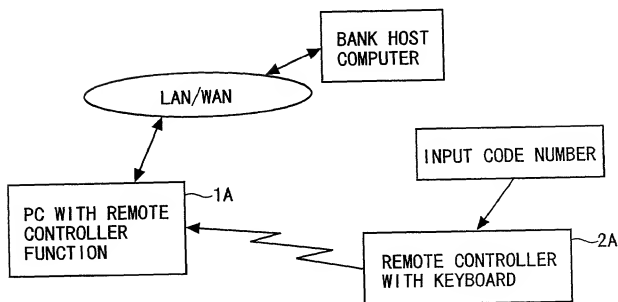 BANK HOST
COMPUTER
LAN/WAN
INPUT CODE NUMBER
1A
PC WITH REMOTE
CONTROLLER
FUNCTION
2A
REMOTE CONTROLLER
WITH KEYBOARD